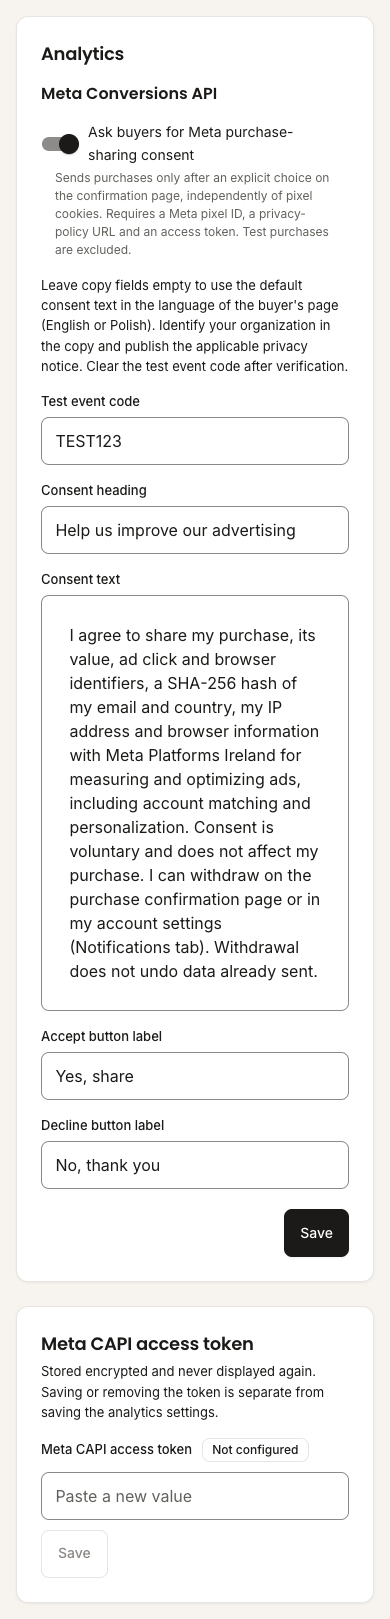 Analytics
Meta Conversions API
Ask buyers for Meta purchase-
sharing consent
Sends purchases only after an explicit choice on
the confirmation page, independently of pixel
cookies. Requires a Meta pixel ID, a privacy-
policy URL and an access token. Test purchases
are excluded.
Leave copy fields empty to use the default
consent text in the language of the buyer's page
(English or Polish). Identify your organization in
the copy and publish the applicable privacy
notice. Clear the test event code after verification.
Test event code
TEST123
Consent heading
Help us improve our advertising
Consent text
I agree to share my purchase, its
value, ad click and browser
identifiers, a SHA-256 hash of
my email and country, my IP
address and browser information
with Meta Platforms Ireland for
measuring and optimizing ads,
including account matching and
personalization. Consent is
voluntary and does not affect my
purchase. I can withdraw on the
purchase confirmation page or in
my account settings
(Notifications tab). Withdrawal
does not undo data already sent.
Accept button label
Yes, share
Decline button label
No, thank you
Save
Meta CAPI access token
Stored encrypted and never displayed again.
Saving or removing the token is separate from
saving the analytics settings.
Meta CAPI access token Not configured
Paste a new value
Save